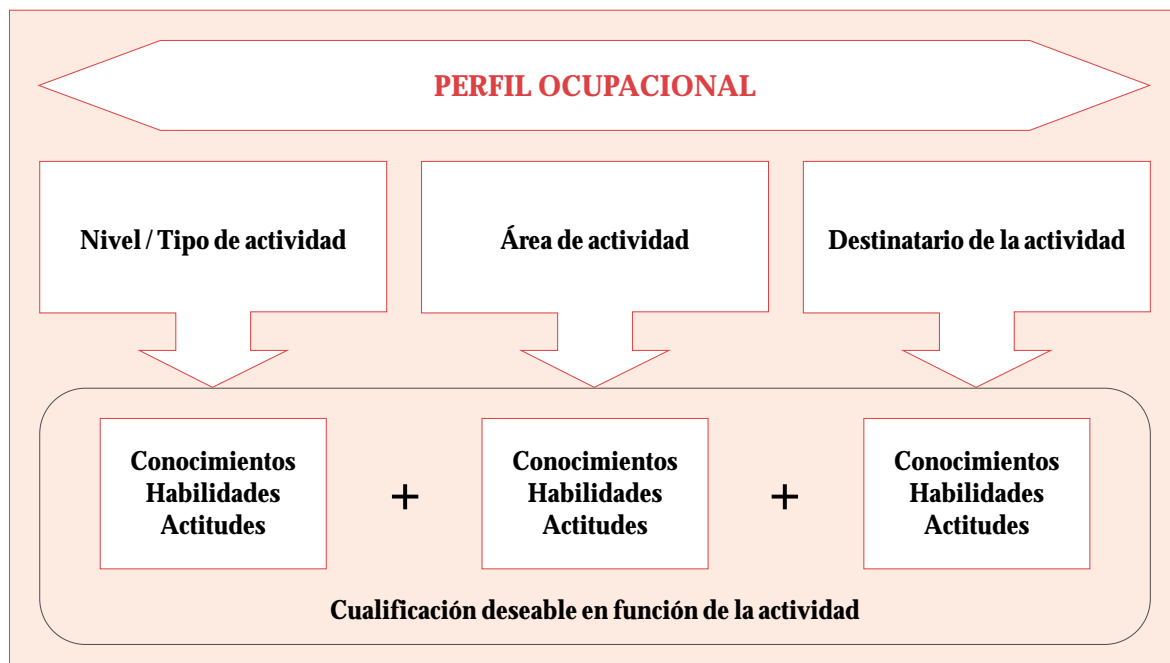 PERFIL OCUPACIONAL
Nivel / Tipo de actividad
Área de actividad
Destinatario de la actividad
Conocimientos
Habilidades
Actitudes
+
Conocimientos
Habilidades
Actitudes
+
Conocimientos
Habilidades
Actitudes
Cualificación deseable en función de la actividad